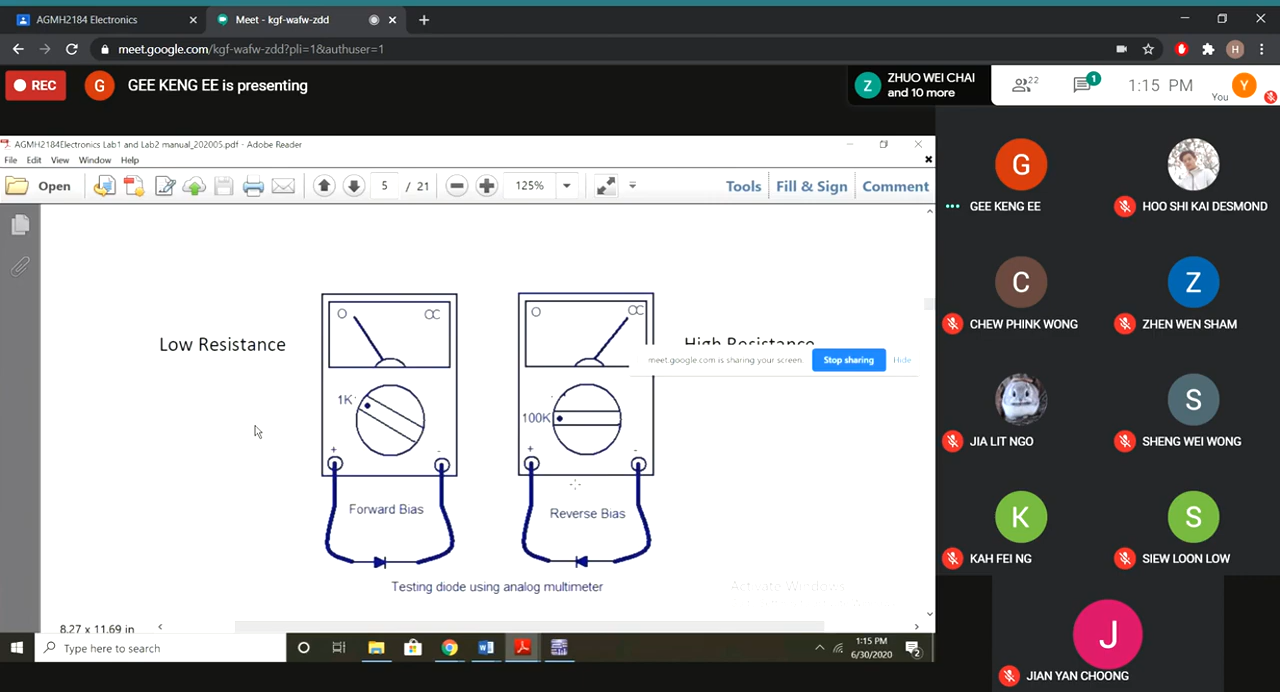 AGMH2184 Electronics
Meet - kgf-wafw-zdd
meet.google.com/kgf-wafw-zdd?pli=1&authuser=1
H
REC
G
GEE KENG EE is presenting
Z
ZHUO WEI CHAI
and 10 more
22
1
1:15 PM
You
Y
AGMH2184Electronics Lab1 and Lab2 manual_202005.pdf - Adobe Reader
File Edit View Window Help
Open
5 / 21
125%
Tools
Fill & Sign
Comment
Low Resistance
High Resistance
O
OC
O
OC
meet.google.com is sharing your screen.
Stop sharing
Hide
1K
100K
+ -
+ -
Forward Bias
Reverse Bias
Testing diode using analog multimeter
Activate Windows
8.27 x 11.69 in
Type here to search
1:15 PM
6/30/2020
2
G
GEE KENG EE
HOO SHI KAI DESMOND
C
CHEW PHINK WONG
Z
ZHEN WEN SHAM
JIA LIT NGO
S
SHENG WEI WONG
K
KAH FEI NG
S
SIEW LOON LOW
J
JIAN YAN CHOONG